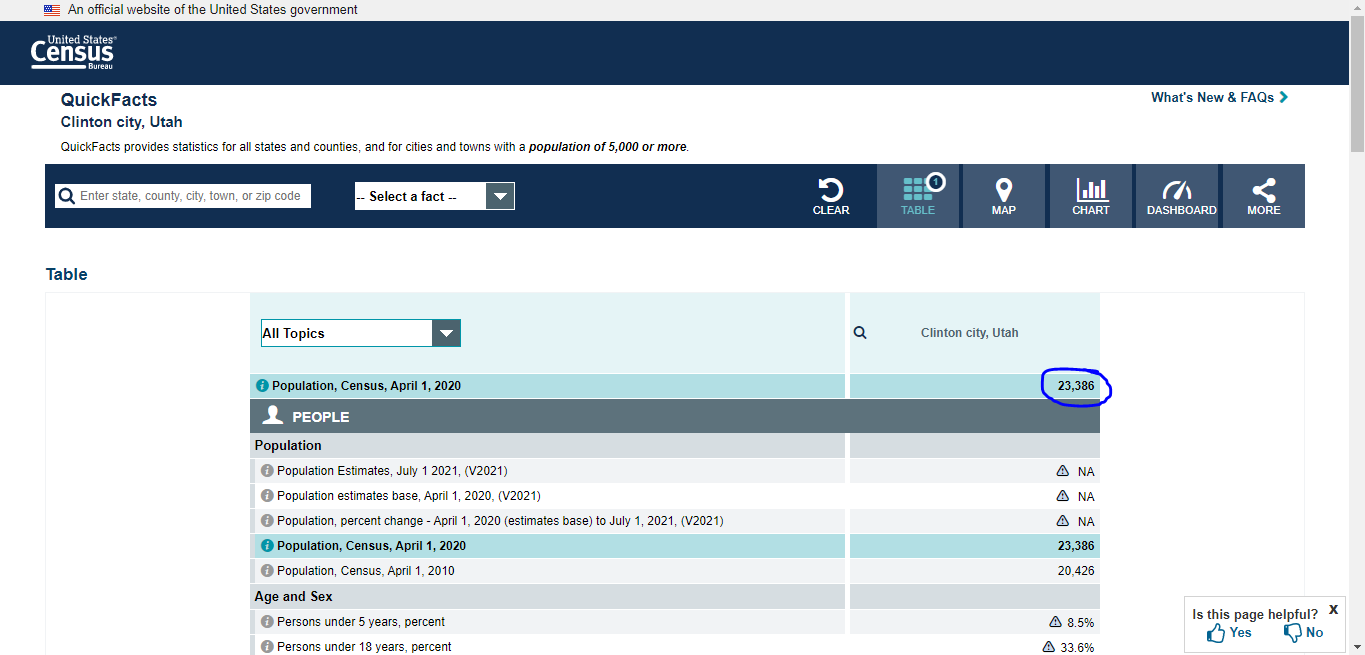 An official website of the United States government
United States®
Census
Bureau
QuickFacts
What's New & FAQs
Clinton city, Utah
QuickFacts provides statistics for all states and counties, and for cities and towns with a population of 5,000 or more.
Enter state, county, city, town, or zip code
-- Select a fact --
CLEAR
1
TABLE
MAP
CHART
DASHBOARD
MORE
Table
All Topics
Clinton city, Utah
Population, Census, April 1, 2020 23,386
PEOPLE
Population
Population Estimates, July 1 2021, (V2021) NA
Population estimates base, April 1, 2020, (V2021) NA
Population, percent change - April 1, 2020 (estimates base) to July 1, 2021, (V2021) NA
Population, Census, April 1, 2020 23,386
Population, Census, April 1, 2010 20,426
Age and Sex
Persons under 5 years, percent 8.5%
Persons under 18 years, percent 33.6%
Is this page helpful? X
Yes No